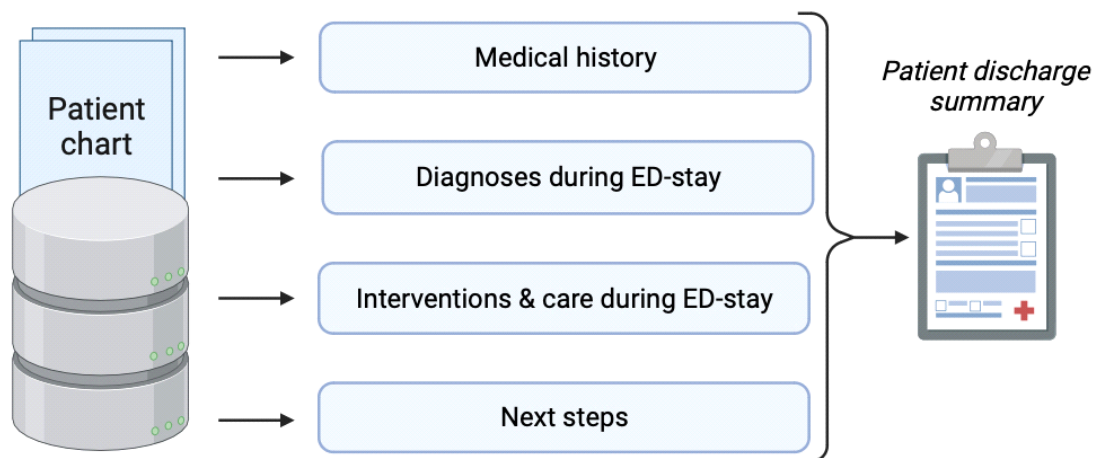 Patient
chart
Medical history
Diagnoses during ED-stay
Interventions & care during ED-stay
Next steps
Patient discharge
summary